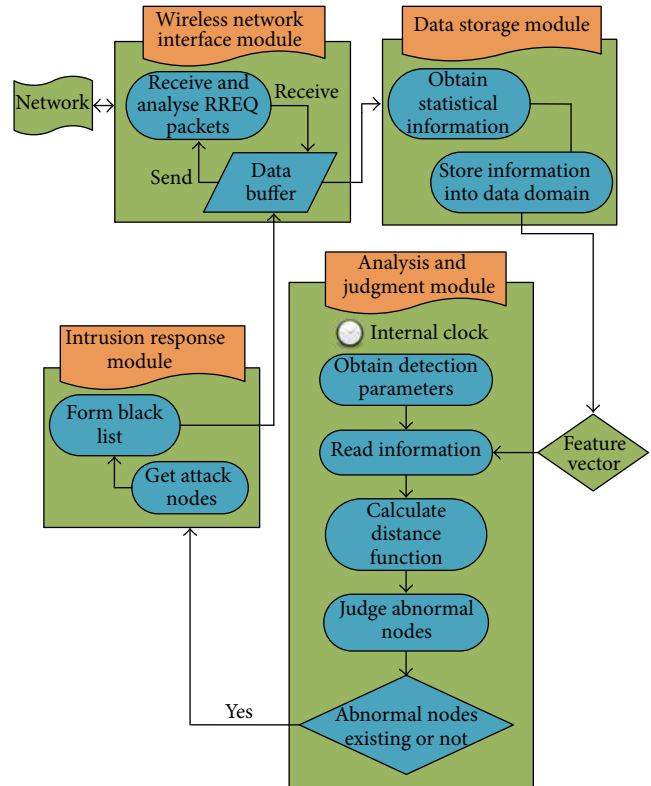 Wireless network
interface module
Data storage module
Network
Receive and
analyse RREQ
packets
Receive
Send
Data
buffer
Obtain
statistical
information
Store information
into data domain
Analysis and
judgment module
Internal clock
Obtain detection
parameters
Read information
Feature
vector
Calculate
distance
function
Judge abnormal
nodes
Abnormal nodes
existing or not
Yes
Intrusion response
module
Form black
list
Get attack
nodes